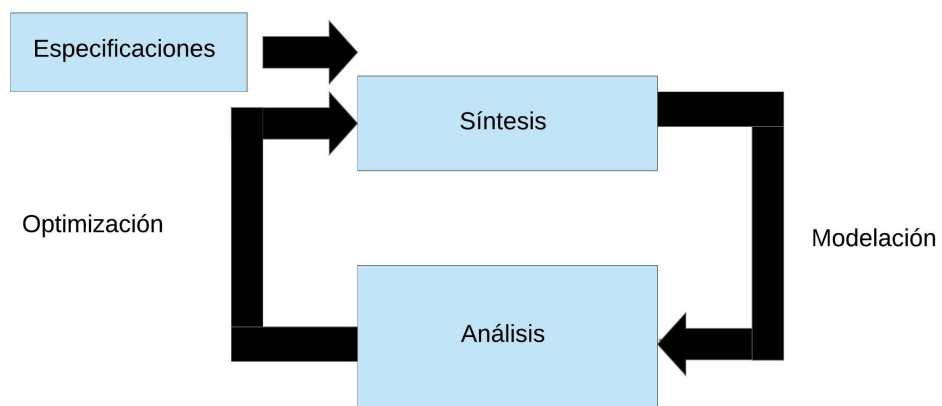 Especificaciones
Síntesis
Optimización
Modelación
Análisis